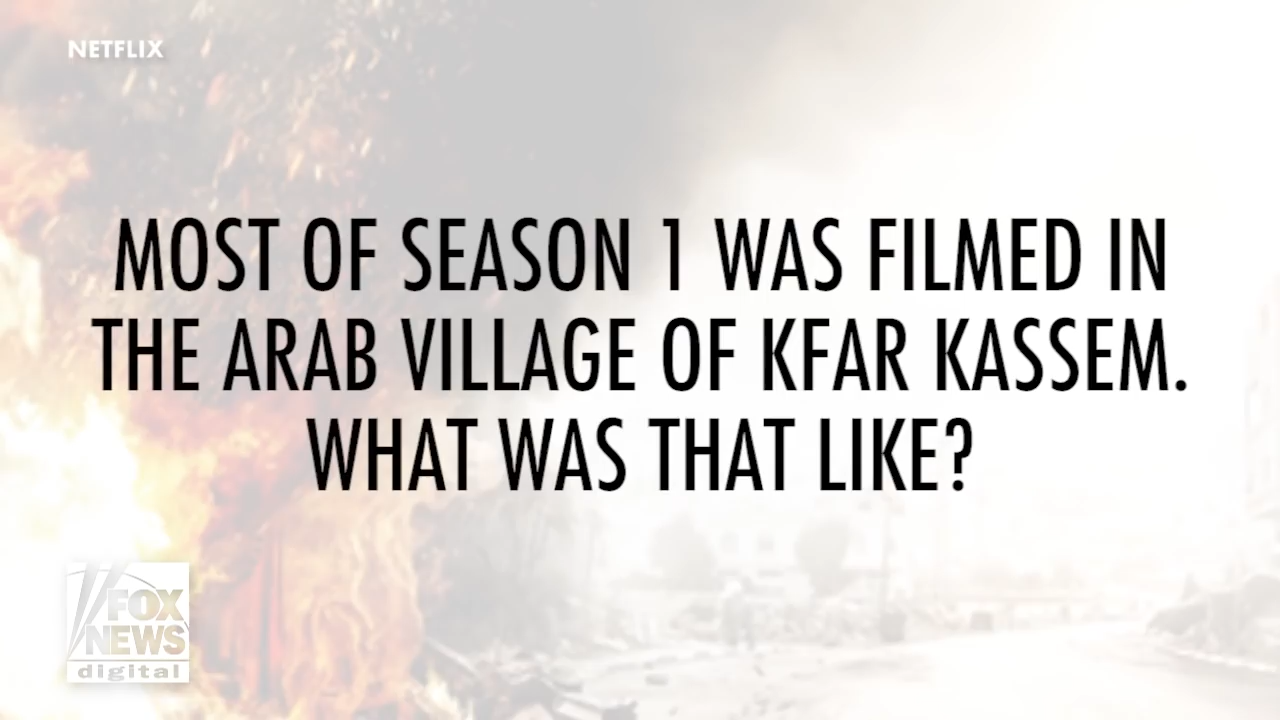 NETFLIX
MOST OF SEASON 1 WAS FILMED IN
THE ARAB VILLAGE OF KFAR KASSEM.
WHAT WAS THAT LIKE?
FOX
NEWS
digital